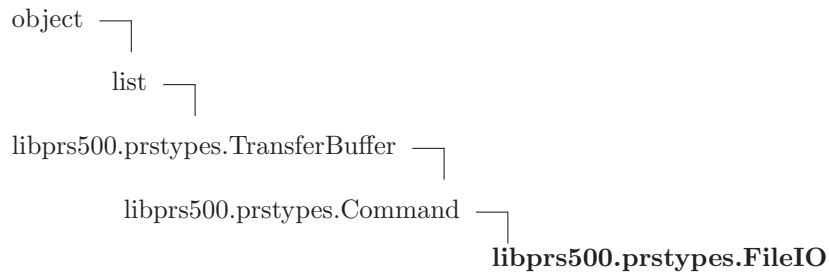 object
list
libprs500.prstypes.TransferBuffer
libprs500.prstypes.Command
libprs500.prstypes.FileIO